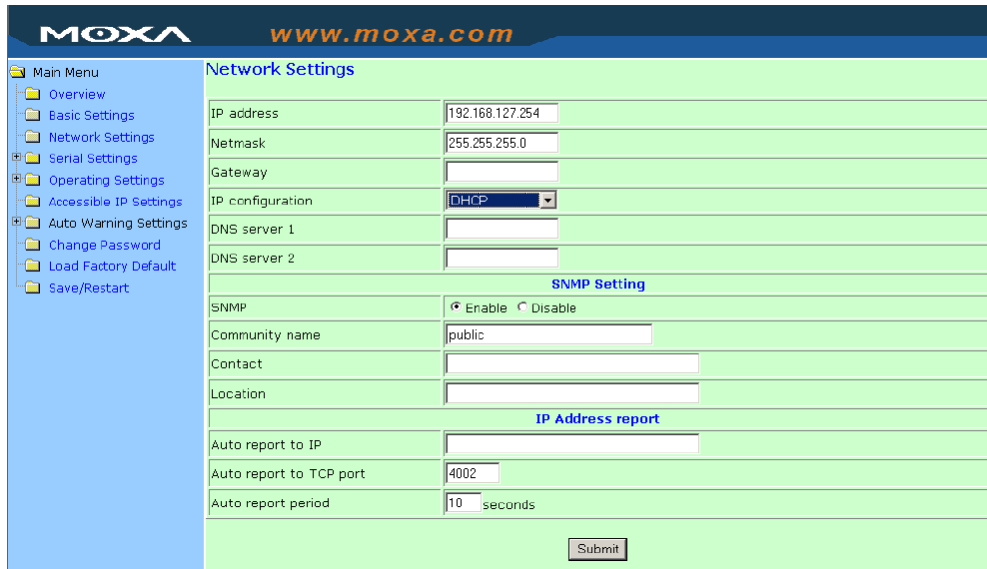 MOXA www.moxa.com
Main Menu
Overview
Basic Settings
Network Settings
Serial Settings
Operating Settings
Accessible IP Settings
Auto Warning Settings
Change Password
Load Factory Default
Save/Restart
Network Settings
IP address 192.168.127.254
Netmask 255.255.255.0
Gateway
IP configuration DHCP
DNS server 1
DNS server 2
SNMP Setting
SNMP Enable Disable
Community name public
Contact
Location
IP Address report
Auto report to IP
Auto report to TCP port 4002
Auto report period 10 seconds
Submit